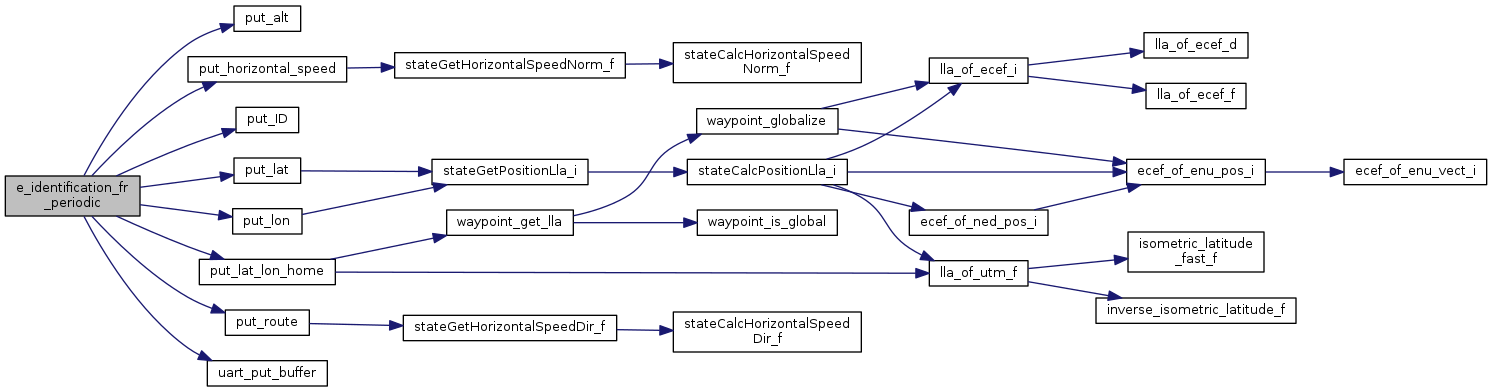 e_identification_fr
_periodic
put_alt
put_horizontal_speed
put_ID
put_lat
put_lon
put_lat_lon_home
put_route
uart_put_buffer
stateGetHorizontalSpeedNorm_f
stateGetPositionLla_i
waypoint_get_lla
stateGetHorizontalSpeedDir_f
stateCalcHorizontalSpeed
Norm_f
waypoint_globalize
stateCalcPositionLla_i
waypoint_is_global
stateCalcHorizontalSpeed
Dir_f
lla_of_ecef_i
ecef_of_ned_pos_i
lla_of_utm_f
lla_of_ecef_d
lla_of_ecef_f
ecef_of_enu_pos_i
isometric_latitude
_fast_f
inverse_isometric_latitude_f
ecef_of_enu_vect_i